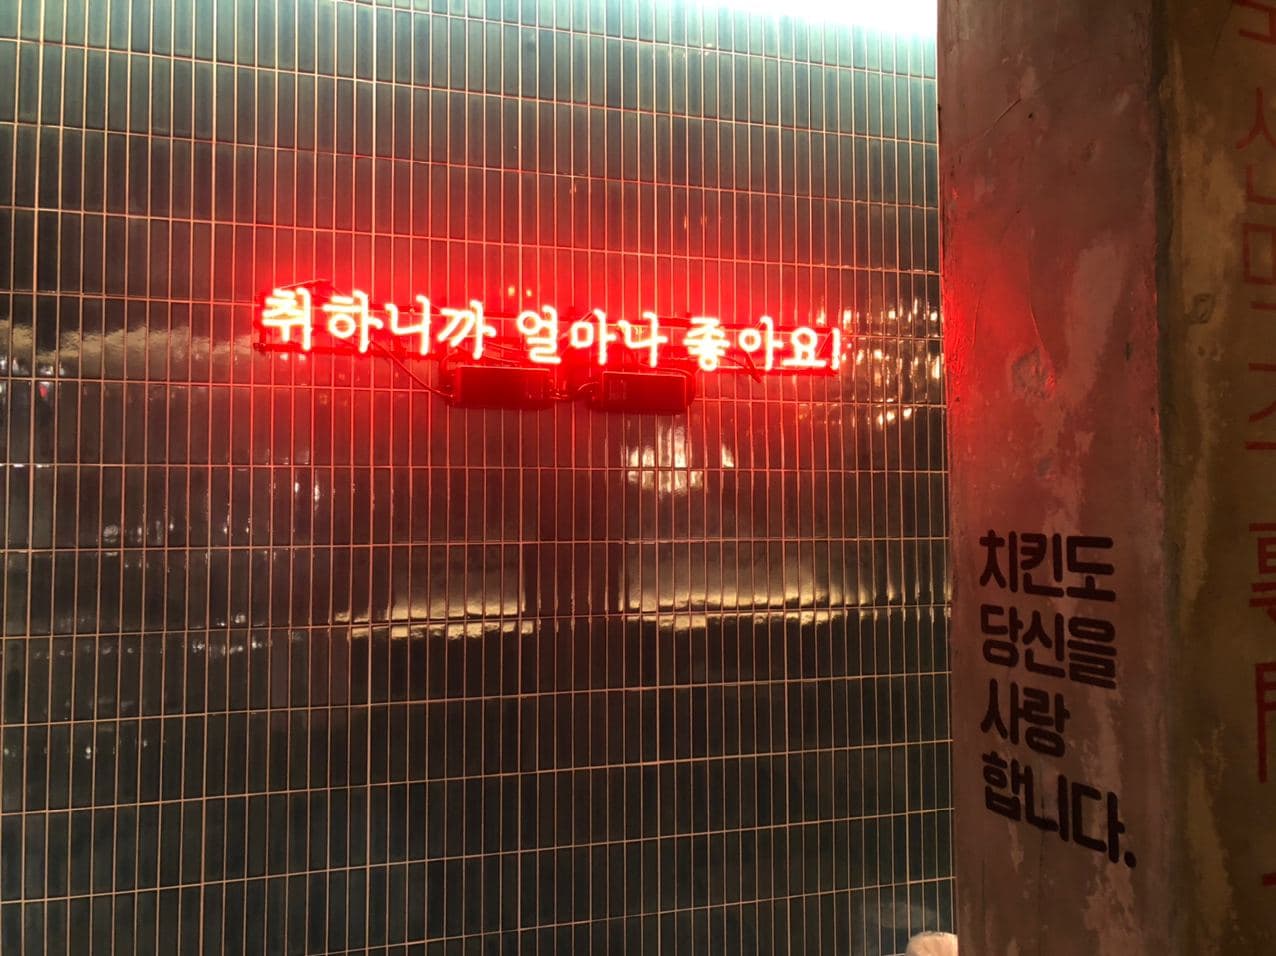 취하니까 얼마나 좋아요!
치킨도
당신을
사랑
합니다.